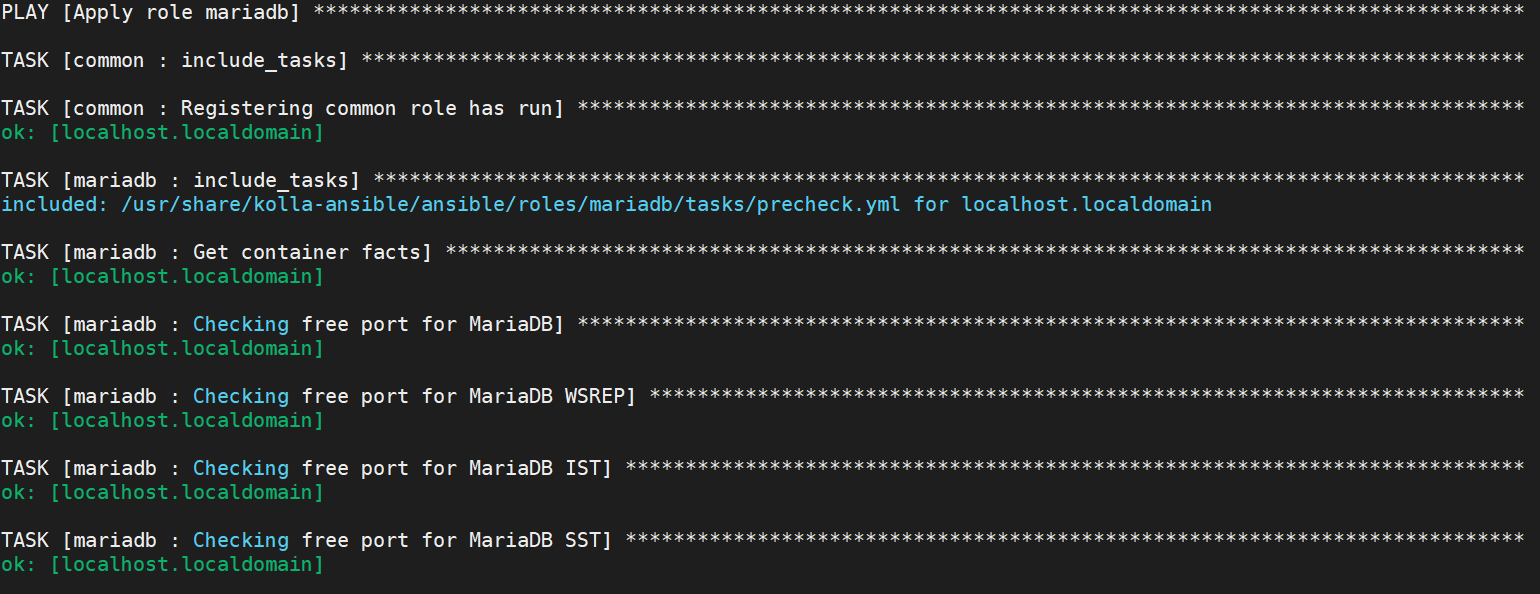 PLAY [Apply role mariadb] *****************************************************************************************************
TASK [common : include_tasks] *************************************************************************************************
TASK [common : Registering common role has run] *******************************************************************************
ok: [localhost.localdomain]
TASK [mariadb : include_tasks] ************************************************************************************************
included: /usr/share/kolla-ansible/ansible/roles/mariadb/tasks/precheck.yml for localhost.localdomain
TASK [mariadb : Get container facts] ******************************************************************************************
ok: [localhost.localdomain]
TASK [mariadb : Checking free port for MariaDB] *******************************************************************************
ok: [localhost.localdomain]
TASK [mariadb : Checking free port for MariaDB WSREP] *************************************************************************
ok: [localhost.localdomain]
TASK [mariadb : Checking free port for MariaDB IST] ***************************************************************************
ok: [localhost.localdomain]
TASK [mariadb : Checking free port for MariaDB SST] ***************************************************************************
ok: [localhost.localdomain]